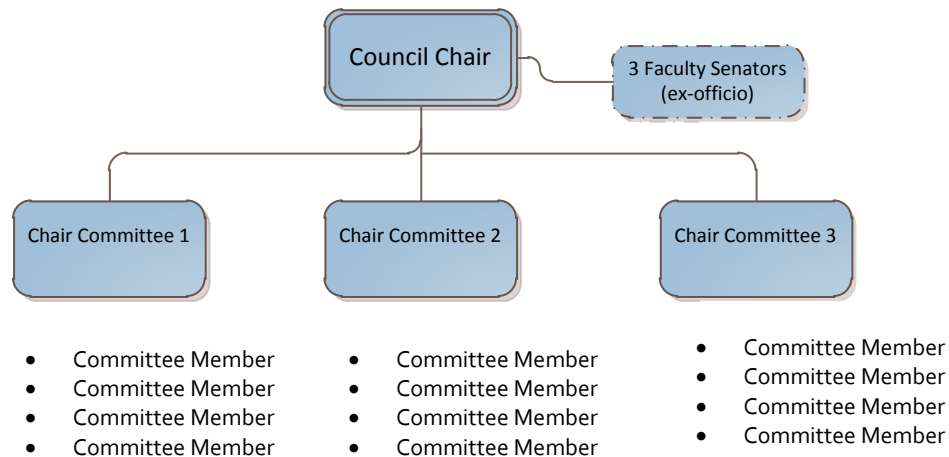 Council Chair
3 Faculty Senators
(ex-officio)
Chair Committee 1
Chair Committee 2
Chair Committee 3
• Committee Member
• Committee Member
• Committee Member
• Committee Member
• Committee Member
• Committee Member
• Committee Member
• Committee Member
• Committee Member
• Committee Member
• Committee Member
• Committee Member